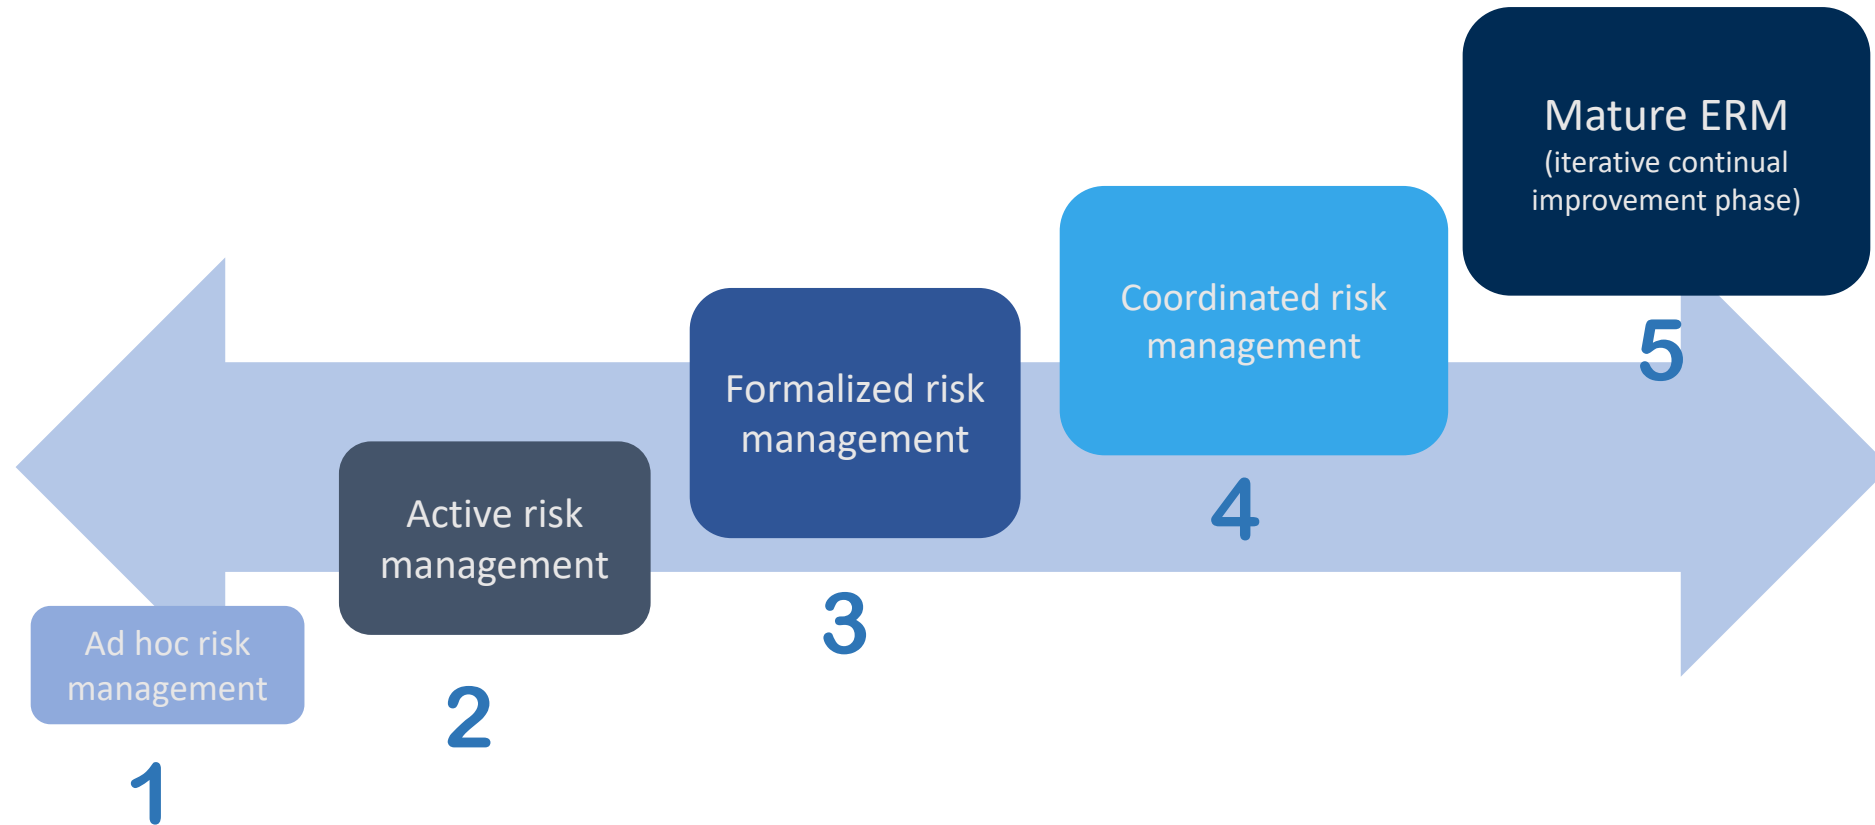 Ad hoc risk
management
1
Active risk
management
2
Formalized risk
management
3
Coordinated risk
management
4
Mature ERM
(iterative continual
improvement phase)
5